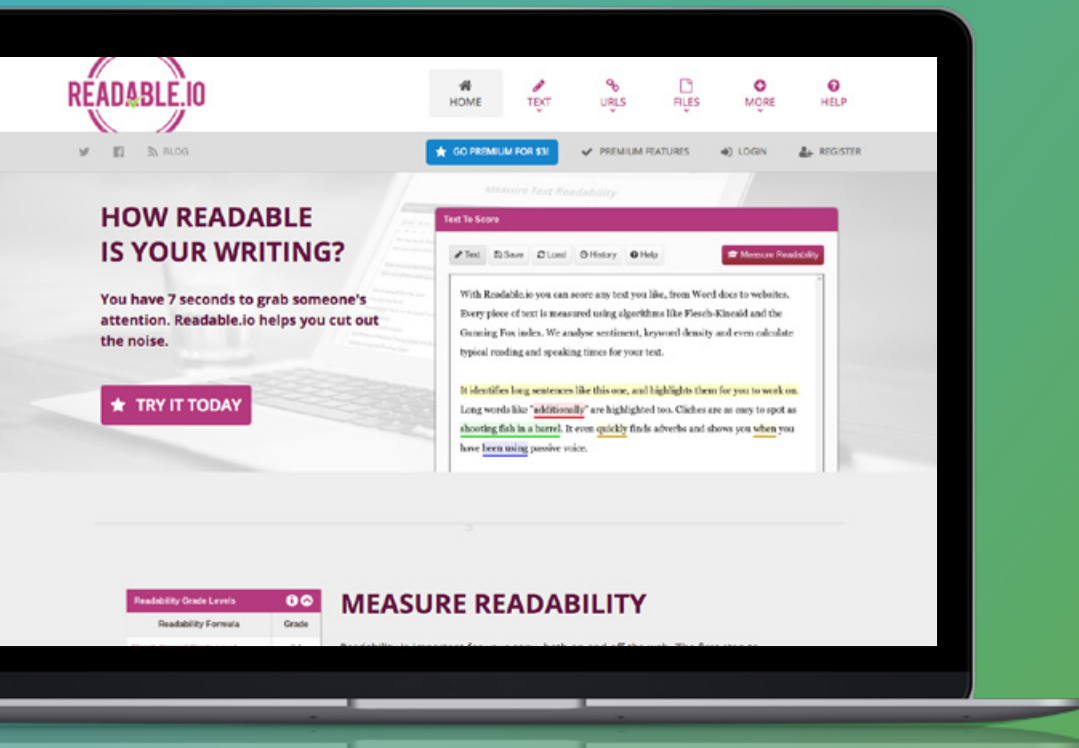 READABLE.IO
HOME
TEXT
URLS
FILES
MORE
HELP
BLOG
GO PREMIUM FOR $3!
PREMIUM FEATURES
LOGIN
REGISTER
HOW READABLE
IS YOUR WRITING?
You have 7 seconds to grab someone's
attention. Readable.io helps you cut out
the noise.
TRY IT TODAY
Measure Text Readability
Text To Score
Text
Save
Load
History
Help
Measure Readability
With Readable.io you can score any text you like, from Word docs to websites.
Every piece of text is measured using algorithms like Flesch-Kincaid and the
Gunning Fox index. We analyse sentiment, keyword density and even calculate
typical reading and speaking times for your text.
It identifies long sentences like this one, and highlights them for you to work on.
Long words like "additionally" are highlighted too. Cliches are as easy to spot as
shooting fish in a barrel. It even quickly finds adverbs and shows you when you
have been using passive voice.
Readability Grade Levels
Readability Formula
Grade
MEASURE READABILITY